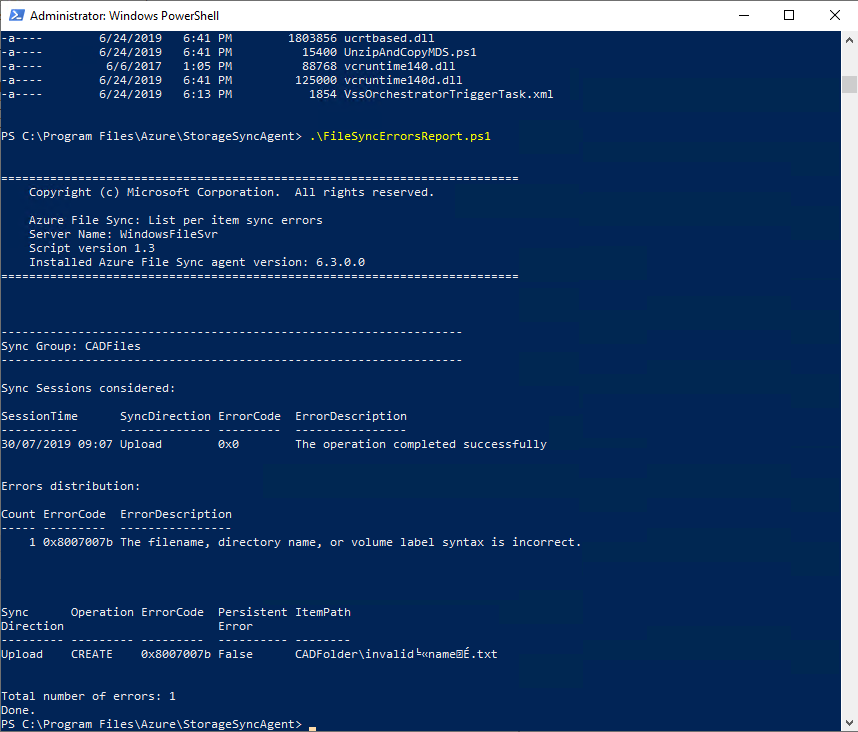 Administrator: Windows PowerShell
-a----        6/24/2019   6:41 PM        1803856 ucrtbased.dll
-a----        6/24/2019   6:41 PM          15400 UnzipAndCopyMDS.ps1
-a----         6/6/2017   1:05 PM          88768 vcruntime140.dll
-a----        6/24/2019   6:41 PM         125000 vcruntime140d.dll
-a----        6/24/2019   6:13 PM           1854 VssOrchestratorTriggerTask.xml
PS C:\Program Files\Azure\StorageSyncAgent> .\FileSyncErrorsReport.ps1
==========================================================================
Copyright (c) Microsoft Corporation.  All rights reserved.
Azure File Sync: List per item sync errors
Server Name: WindowsFileSvr
Script version 1.3
Installed Azure File Sync agent version: 6.3.0.0
==========================================================================
------------------------------------------------------------------
Sync Group: CADFiles
------------------------------------------------------------------
Sync Sessions considered:
SessionTime      SyncDirection ErrorCode  ErrorDescription
-----------      ------------- ---------  ----------------
30/07/2019 09:07 Upload        0x0        The operation completed successfully
Errors distribution:
Count ErrorCode  ErrorDescription
----- ---------  ----------------
    1 0x8007007b The filename, directory name, or volume label syntax is incorrect.
Sync      Operation ErrorCode  Persistent ItemPath
Direction                      Error
--------- --------- ---------  ---------- --------
Upload    CREATE    0x8007007b False      CADFolder\invalid╘«name⍰É.txt
Total number of errors: 1
Done.
PS C:\Program Files\Azure\StorageSyncAgent> _